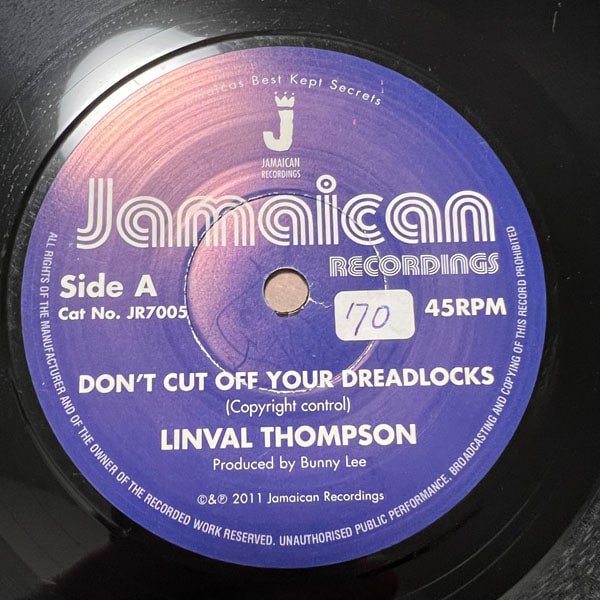 Jamaicas Best Kept Secrets
J
JAMAICAN
RECORDINGS
Jamaican
RECORDINGS
Side A
Cat No. JR7005
'70
45RPM
DON'T CUT OFF YOUR DREADLOCKS
(Copyright control)
LINVAL THOMPSON
Produced by Bunny Lee
©&℗ 2011 Jamaican Recordings
ALL RIGHTS OF THE MANUFACTURER AND OF THE OWNER OF THE RECORDED WORK RESERVED. UNAUTHORISED PUBLIC PERFORMANCE, BROADCASTING AND COPYING OF THIS RECORD PROHIBITED